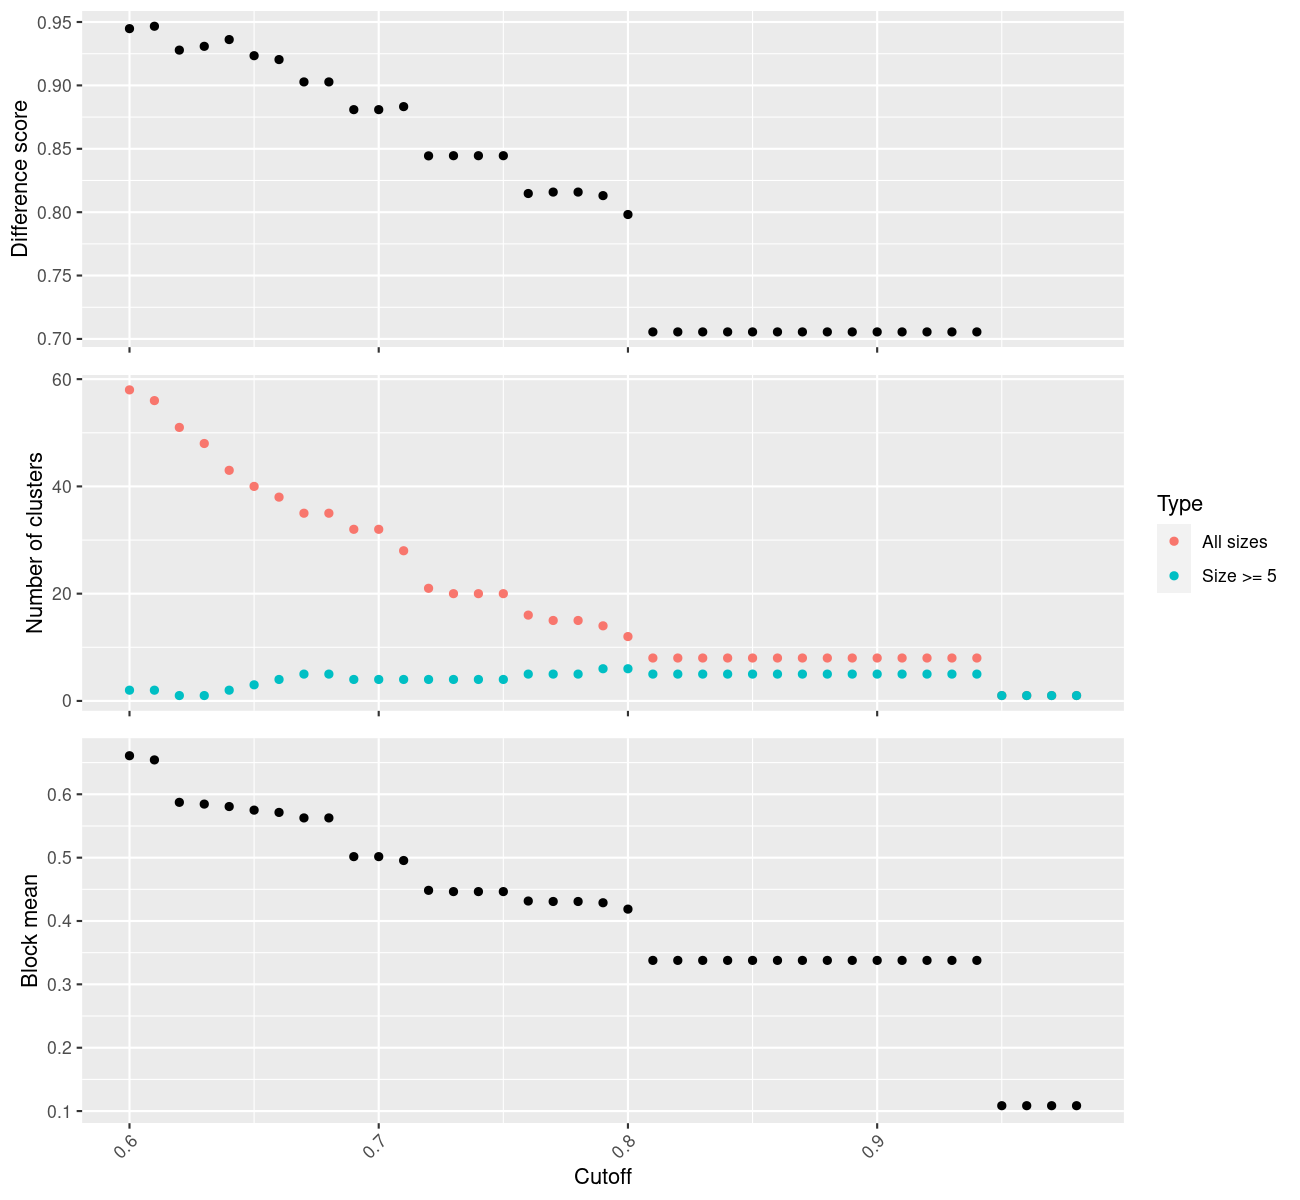 Difference score
0.95
0.90
0.85
0.80
0.75
0.70
Number of clusters
60
40
20
0
Type
All sizes
Size >= 5
Block mean
0.6
0.5
0.4
0.3
0.2
0.1
0.6 0.7 0.8 0.9
Cutoff